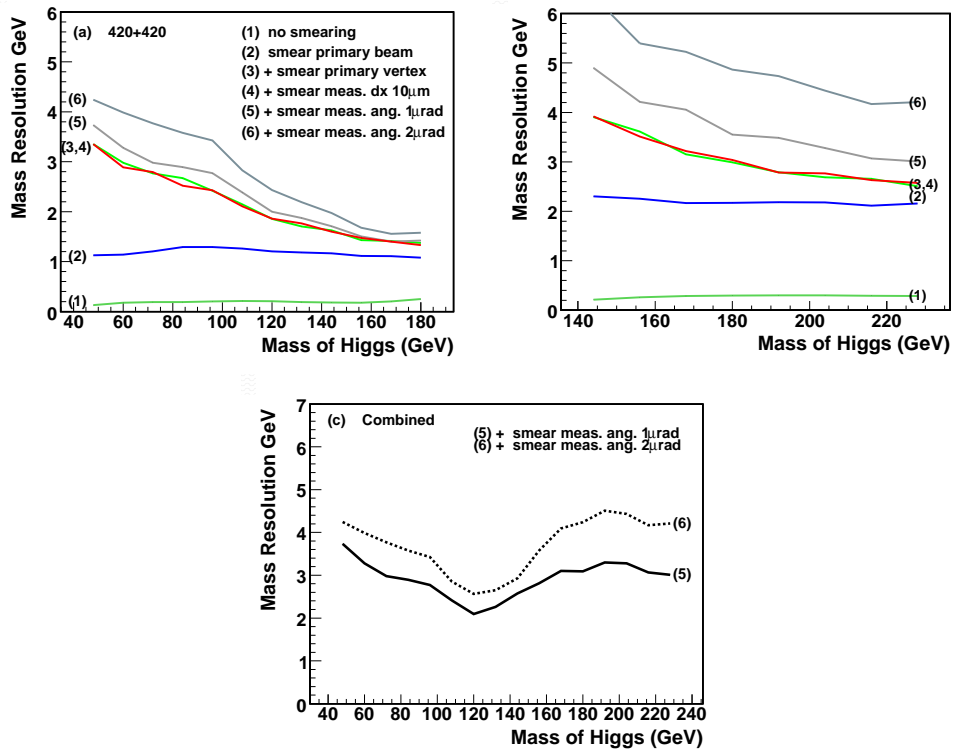 Mass Resolution GeV
6
5
4
3
2
1
0
(a) 420+420
(1) no smearing
(2) smear primary beam
(3) + smear primary vertex
(4) + smear meas. dx 10μm
(5) + smear meas. ang. 1μrad
(6) + smear meas. ang. 2μrad
(6)
(5)
(3,4)
(2)
(1)
40 60 80 100 120 140 160 180
Mass of Higgs (GeV)
Mass Resolution GeV
6
5
4
3
2
1
0
(6)
(5)
(3,4)
(2)
(1)
140 160 180 200 220
Mass of Higgs (GeV)
Mass Resolution GeV
7
6
5
4
3
2
1
0
(c) Combined
(5) + smear meas. ang. 1μrad
(6) + smear meas. ang. 2μrad
(6)
(5)
40 60 80 100 120 140 160 180 200 220 240
Mass of Higgs (GeV)